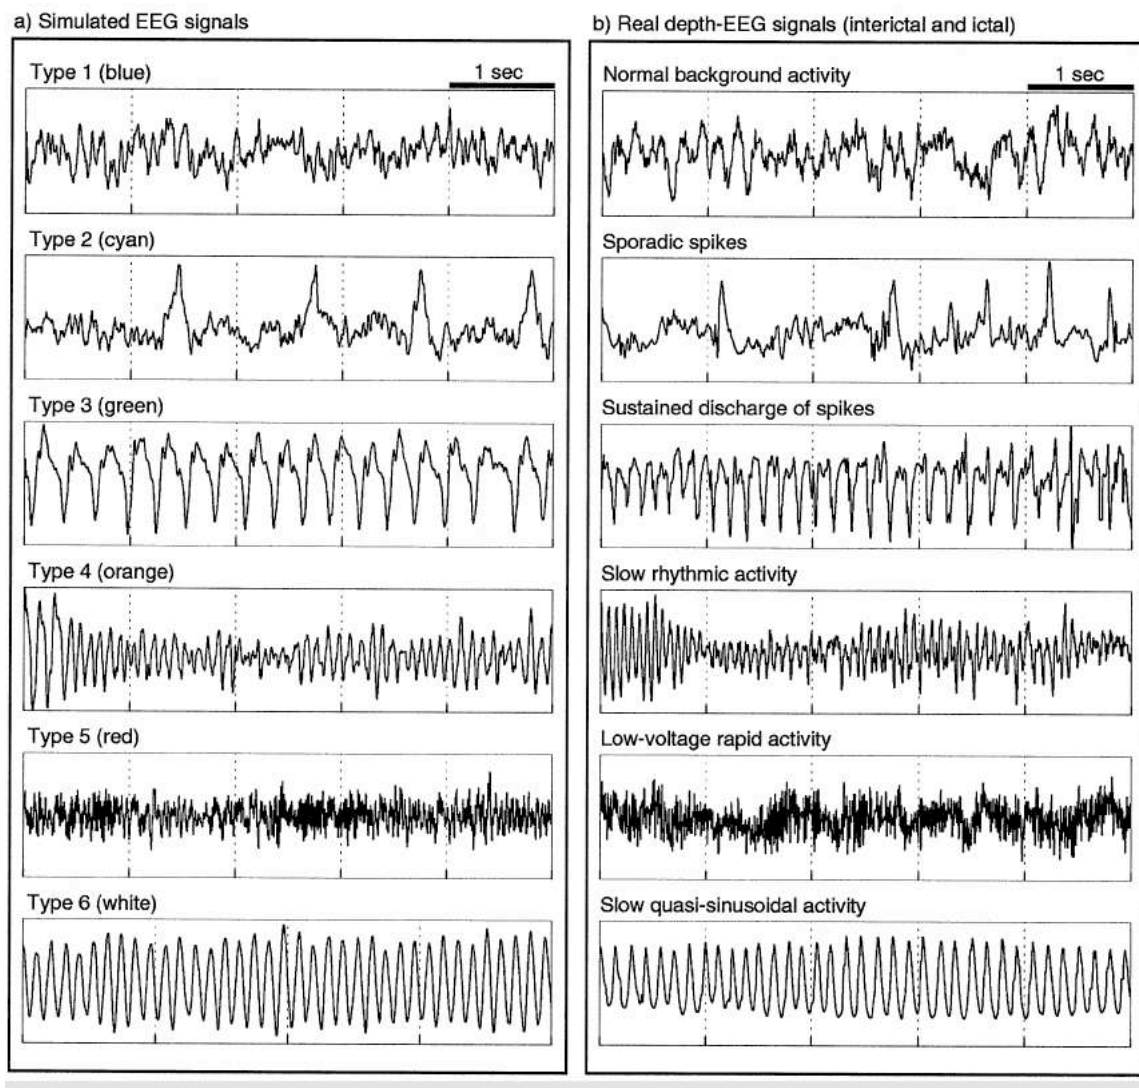 a) Simulated EEG signals
Type 1 (blue)
1 sec
Type 2 (cyan)
Type 3 (green)
Type 4 (orange)
Type 5 (red)
Type 6 (white)
b) Real depth-EEG signals (interictal and ictal)
Normal background activity
1 sec
Sporadic spikes
Sustained discharge of spikes
Slow rhythmic activity
Low-voltage rapid activity
Slow quasi-sinusoidal activity